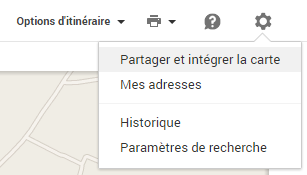 Options d'itinéraire
Partager et intégrer la carte
Mes adresses
Historique
Paramètres de recherche